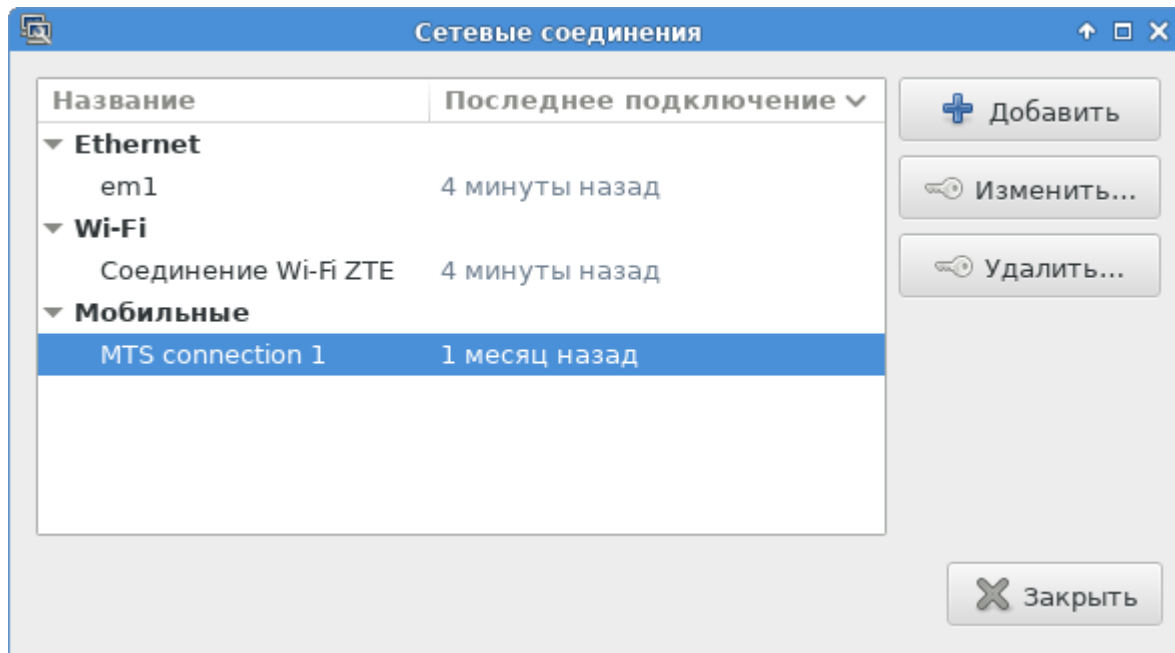 Сетевые соединения
Название Последнее подключение
Ethernet
em1 4 минуты назад
Wi-Fi
Соединение Wi-Fi ZTE 4 минуты назад
Мобильные
MTS connection 1 1 месяц назад
Добавить
Изменить...
Удалить...
Закрыть